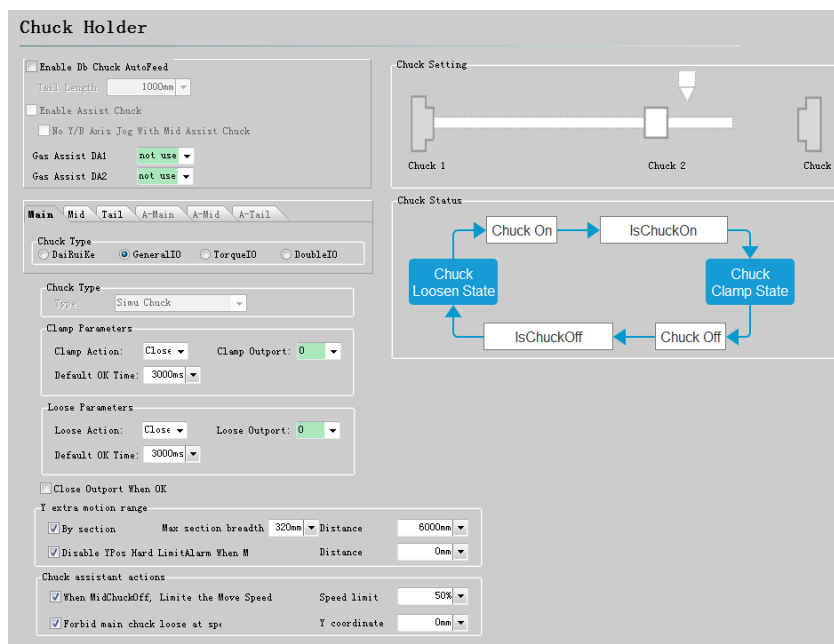 Chuck Holder
Enable Db Chuck AutoFeed
Tail Length: 1000mm
Enable Assist Chuck
No Y/B Axis Jog With Mid Assist Chuck
Gas Assist DA1 not use
Gas Assist DA2 not use
Main Mid Tail A-Main A-Mid A-Tail
Chuck Type
DaiRuiKe GeneralIO TorqueIO DoubleIO
Chuck Type
Type: Simu Chuck
Clamp Parameters
Clamp Action: Close Clamp Outport: 0
Default OK Time: 3000ms
Loose Parameters
Loose Action: Close Loose Outport: 0
Default OK Time: 3000ms
Close Outport When OK
Y extra motion range
By section Max section breadth 320mm Distance 6000mm
Disable YPos Hard LimitAlarm When M Distance 0mm
Chuck assistant actions
When MidChuckOff, Limite the Move Speed Speed limit 50%
Forbid main chuck loose at spe Y coordinate 0mm
Chuck Setting
Chuck 1 Chuck 2 Chuck
Chuck Status
Chuck On IsChuckOn
Chuck Loosen State
Chuck Clamp State
IsChuckOff Chuck Off